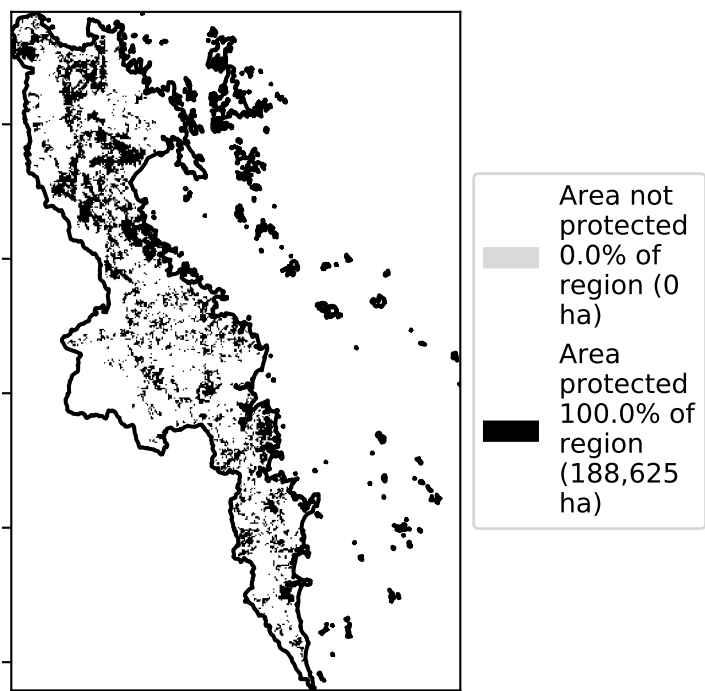 Area not
protected
0.0% of
region (0
ha)
Area
protected
100.0% of
region
(188,625
ha)